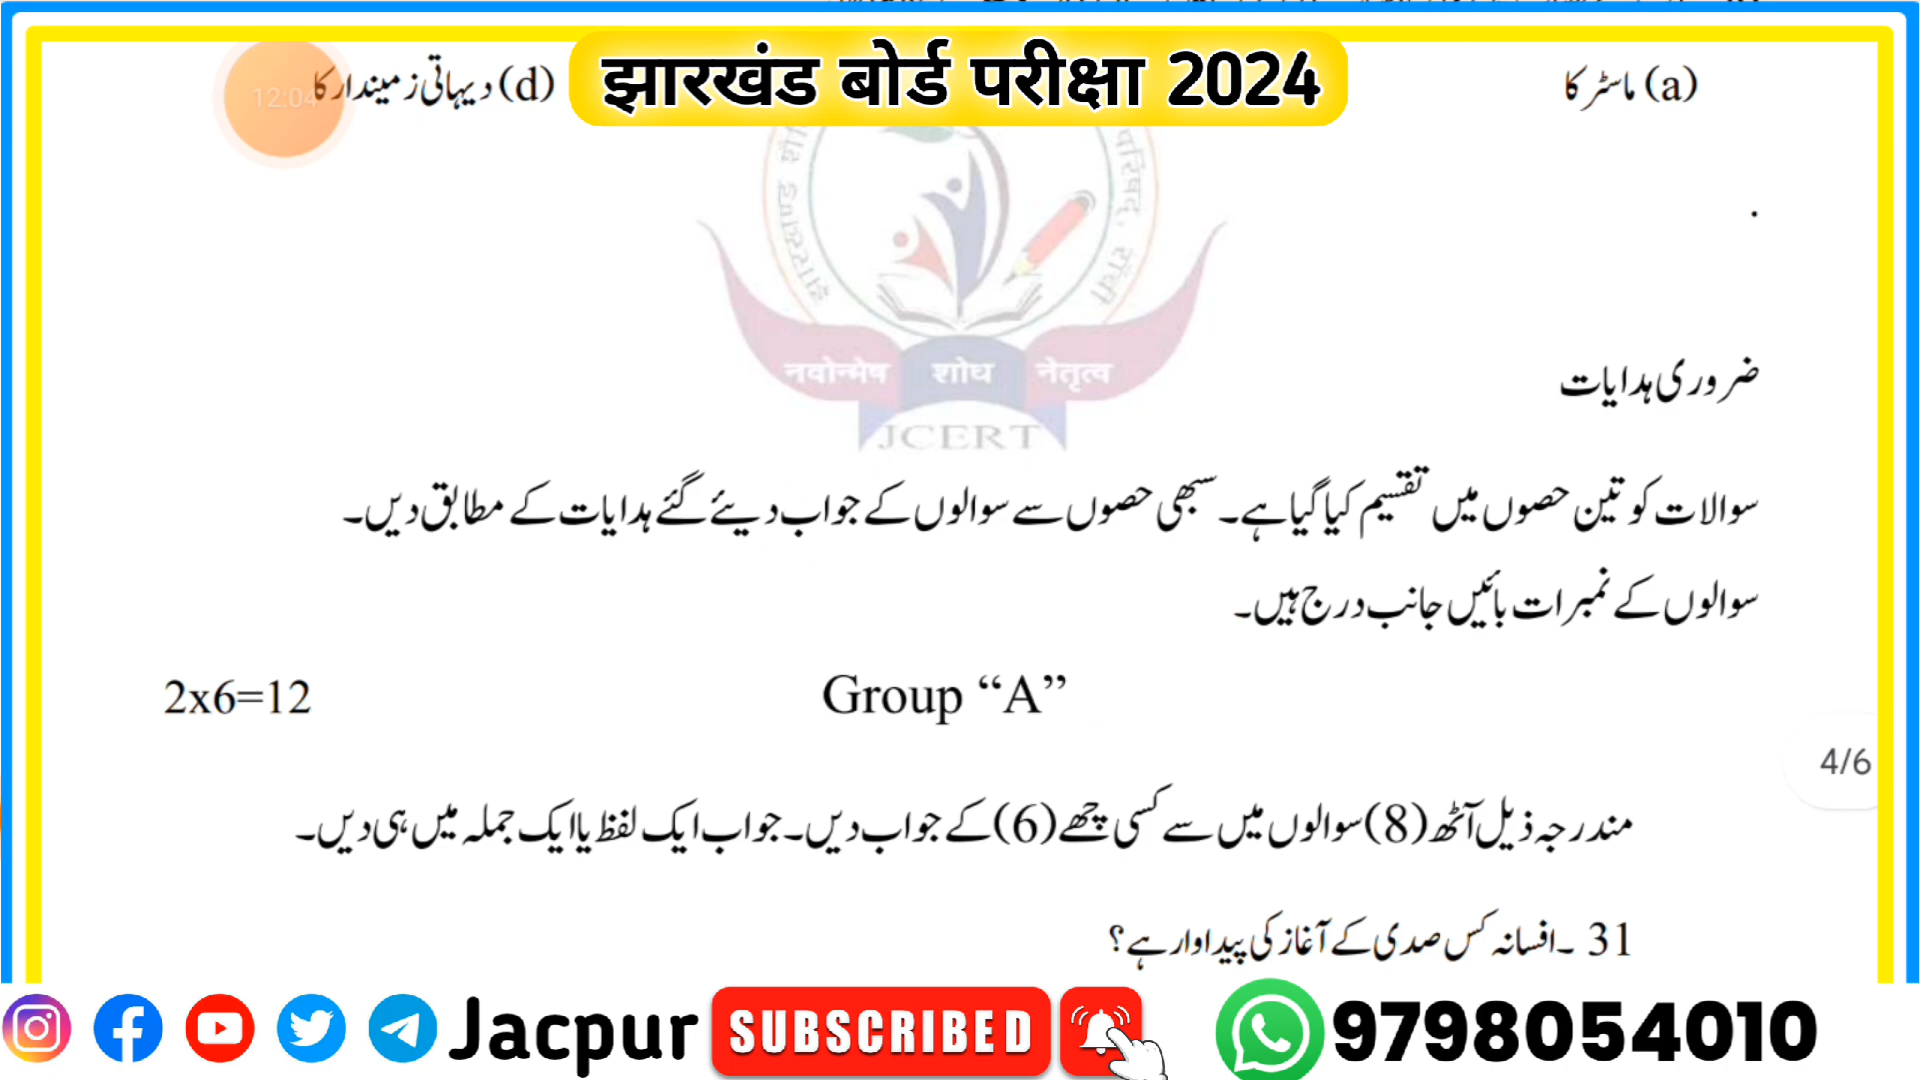 झारखंड बोर्ड परीक्षा 2024
(a) ماسٹر کا
(d) دیہاتی زمیندار کا
12:04
नवोन्मेष शोध नेतृत्व
JCERT
ضروری ہدایات
سوالات کو تین حصوں میں تقسیم کیا گیا ہے۔ سبھی حصوں سے سوالوں کے جواب دیئے گئے ہدایات کے مطابق دیں۔
سوالوں کے نمبرات بائیں جانب درج ہیں۔
2x6=12 Group “A”
4/6
مندرجہ ذیل آٹھ (8) سوالوں میں سے کسی چھے (6) کے جواب دیں۔ جواب ایک لفظ یا ایک جملہ میں ہی دیں۔
31 ۔ افسانہ کس صدی کے آغاز کی پیداوار ہے؟
Jacpur SUBSCRIBED 9798054010